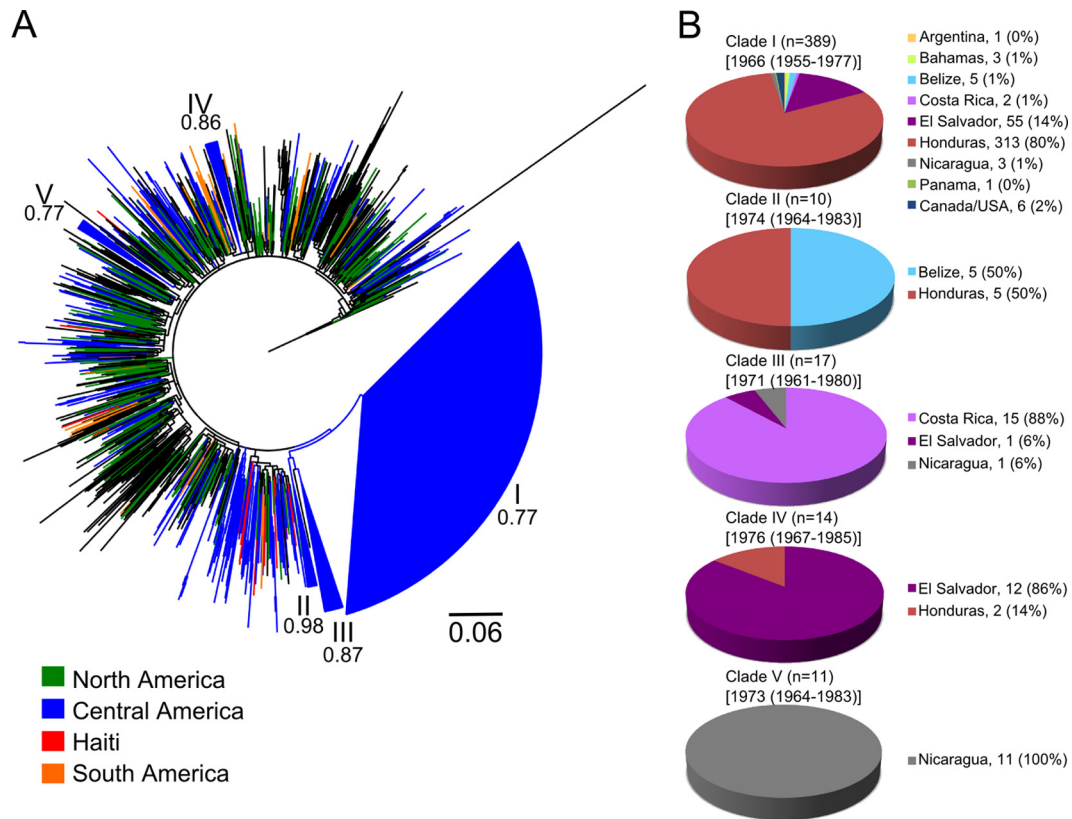 A
IV
0.86
V
0.77
I
0.77
II
0.98
III
0.87
0.06
North America
Central America
Haiti
South America
B
Clade I (n=389)
[1966 (1955-1977)]
Argentina, 1 (0%)
Bahamas, 3 (1%)
Belize, 5 (1%)
Costa Rica, 2 (1%)
El Salvador, 55 (14%)
Honduras, 313 (80%)
Nicaragua, 3 (1%)
Panama, 1 (0%)
Canada/USA, 6 (2%)
Clade II (n=10)
[1974 (1964-1983)]
Belize, 5 (50%)
Honduras, 5 (50%)
Clade III (n=17)
[1971 (1961-1980)]
Costa Rica, 15 (88%)
El Salvador, 1 (6%)
Nicaragua, 1 (6%)
Clade IV (n=14)
[1976 (1967-1985)]
El Salvador, 12 (86%)
Honduras, 2 (14%)
Clade V (n=11)
[1973 (1964-1983)]
Nicaragua, 11 (100%)